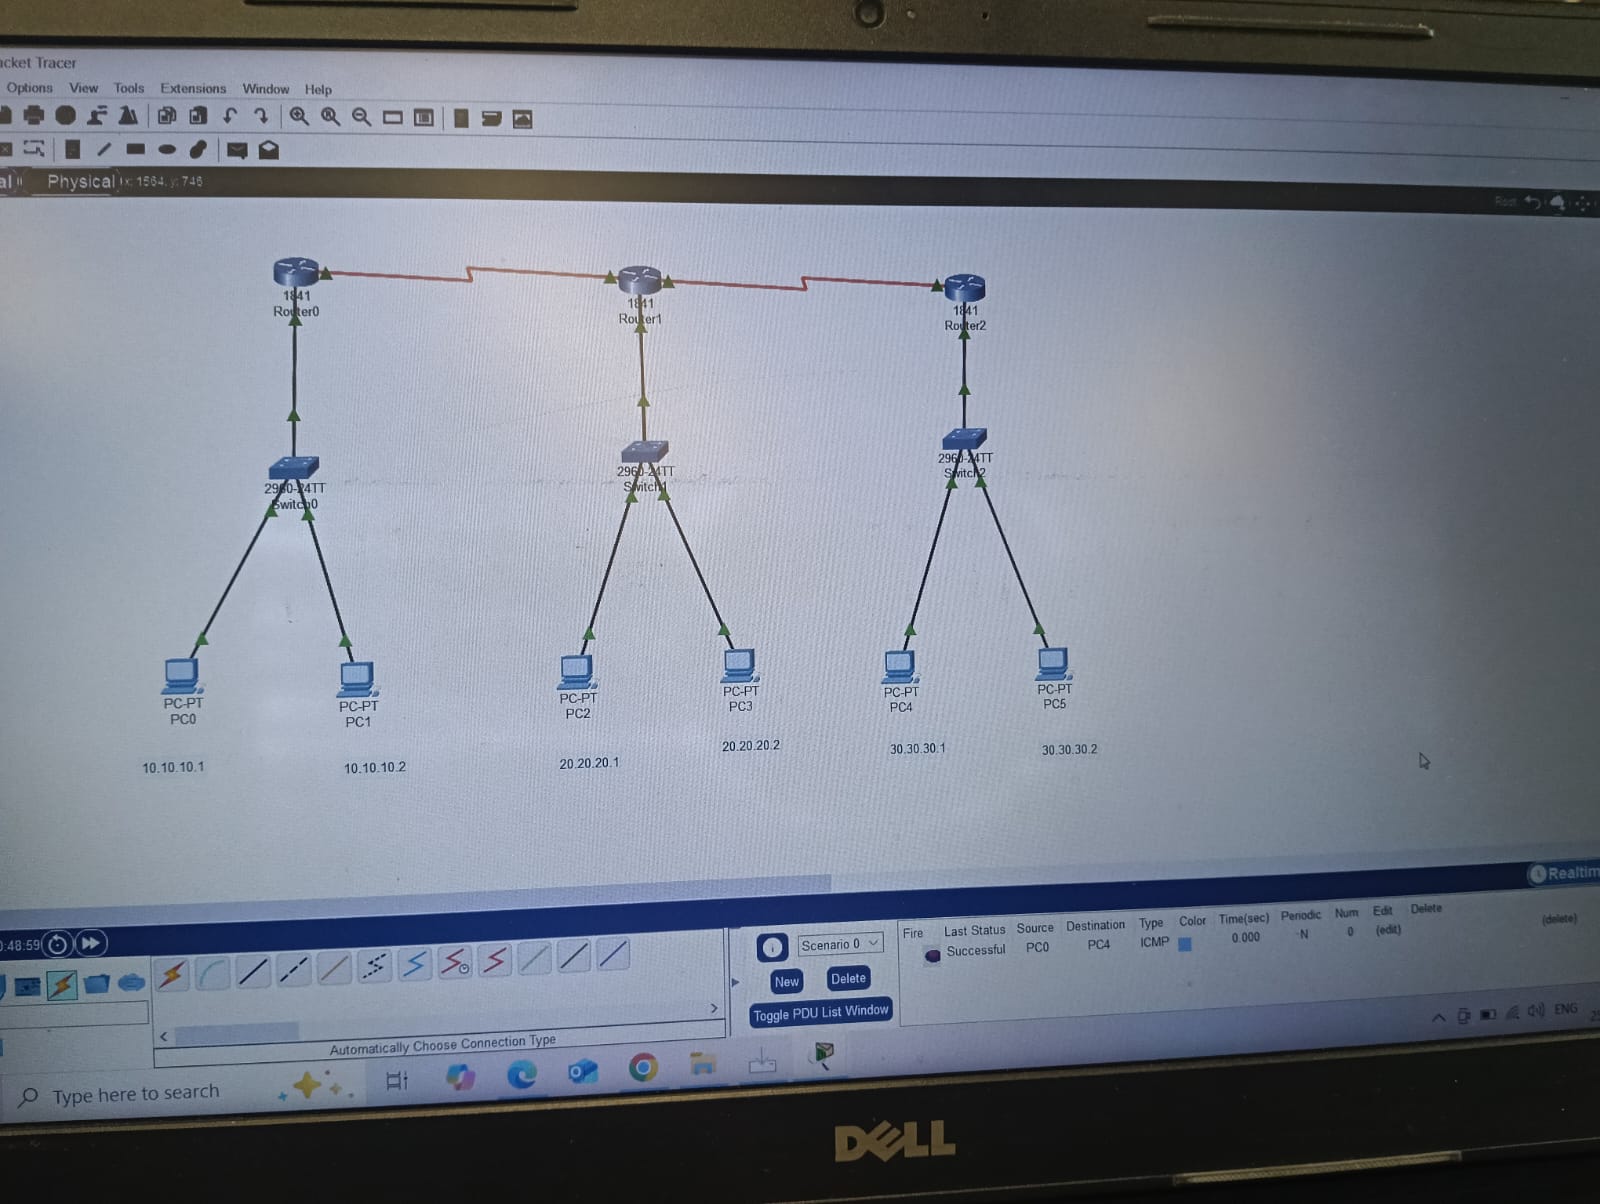 acket Tracer
Options View Tools Extensions Window Help
Physical x: 1564, y: 746
Root
1841
Router0
1841
Router1
1841
Router2
2960-24TT
Switch0
2960-24TT
Switch1
2960-24TT
Switch2
PC-PT
PC0
PC-PT
PC1
PC-PT
PC2
PC-PT
PC3
PC-PT
PC4
PC-PT
PC5
10.10.10.1
10.10.10.2
20.20.20.1
20.20.20.2
30.30.30.1
30.30.30.2
Realtim
:48:59
Scenario 0
New
Delete
Toggle PDU List Window
Fire Last Status Source Destination Type Color Time(sec) Periodic Num Edit Delete
Successful PC0 PC4 ICMP 0.000 N 0 (edit) (delete)
Automatically Choose Connection Type
Type here to search
ENG
DELL